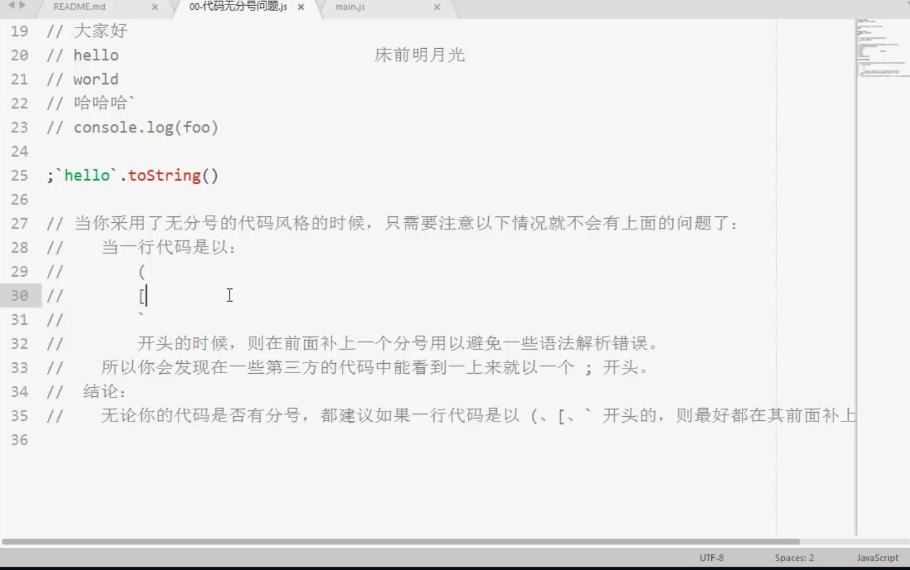 README.md × 00-代码无分号问题.js × main.js ×
19 // 大家好
20 // hello 床前明月光
21 // world
22 // 哈哈哈`
23 // console.log(foo)
24
25 ;`hello`.toString()
26
27 // 当你采用了无分号的代码风格的时候，只需要注意以下情况就不会有上面的问题了：
28 // 当一行代码是以：
29 // (
30 // [
31 // `
32 // 开头的时候，则在前面补上一个分号用以避免一些语法解析错误。
33 // 所以你会发现在一些第三方的代码中能看到一上来就以一个 ; 开头。
34 // 结论：
35 // 无论你的代码是否有分号，都建议如果一行代码是以 (、[、` 开头的，则最好都在其前面补上
36
UTF-8 Spaces: 2 JavaScript